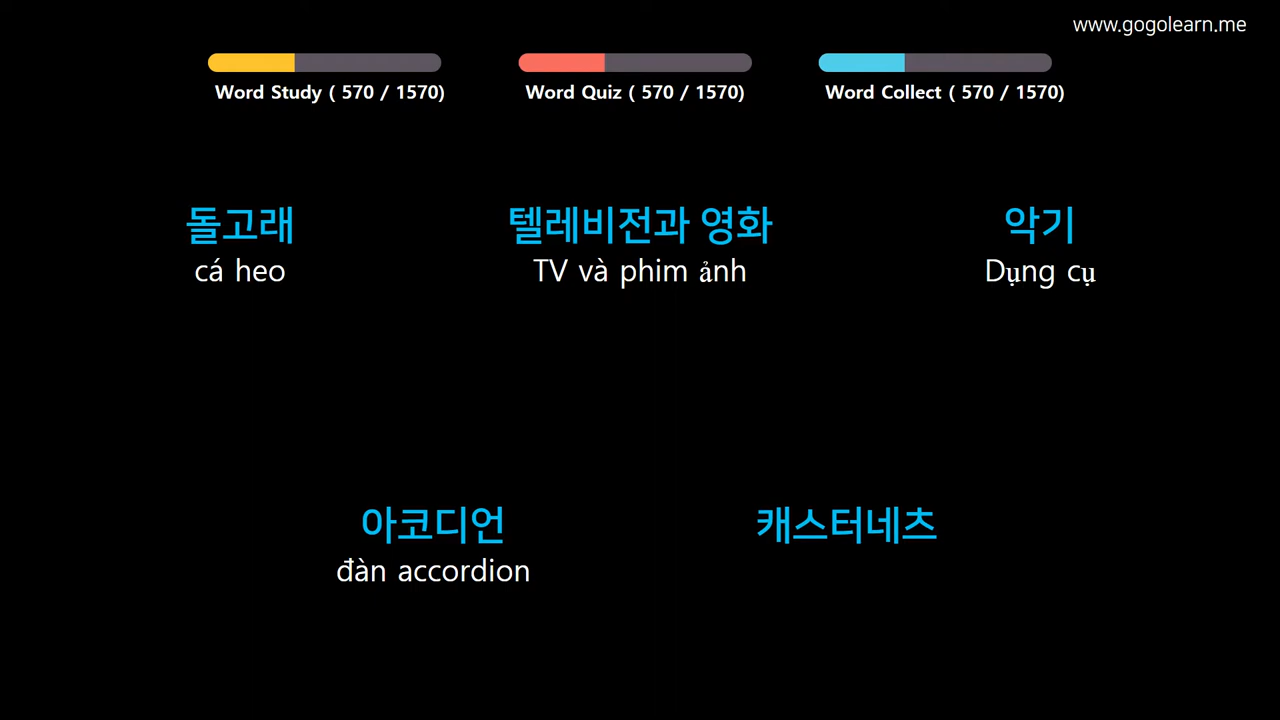 www.gogolearn.me
Word Study ( 570 / 1570)
Word Quiz ( 570 / 1570)
Word Collect ( 570 / 1570)
돌고래
cá heo
텔레비전과 영화
TV và phim ảnh
악기
Dụng cụ
아코디언
đàn accordion
캐스터네츠